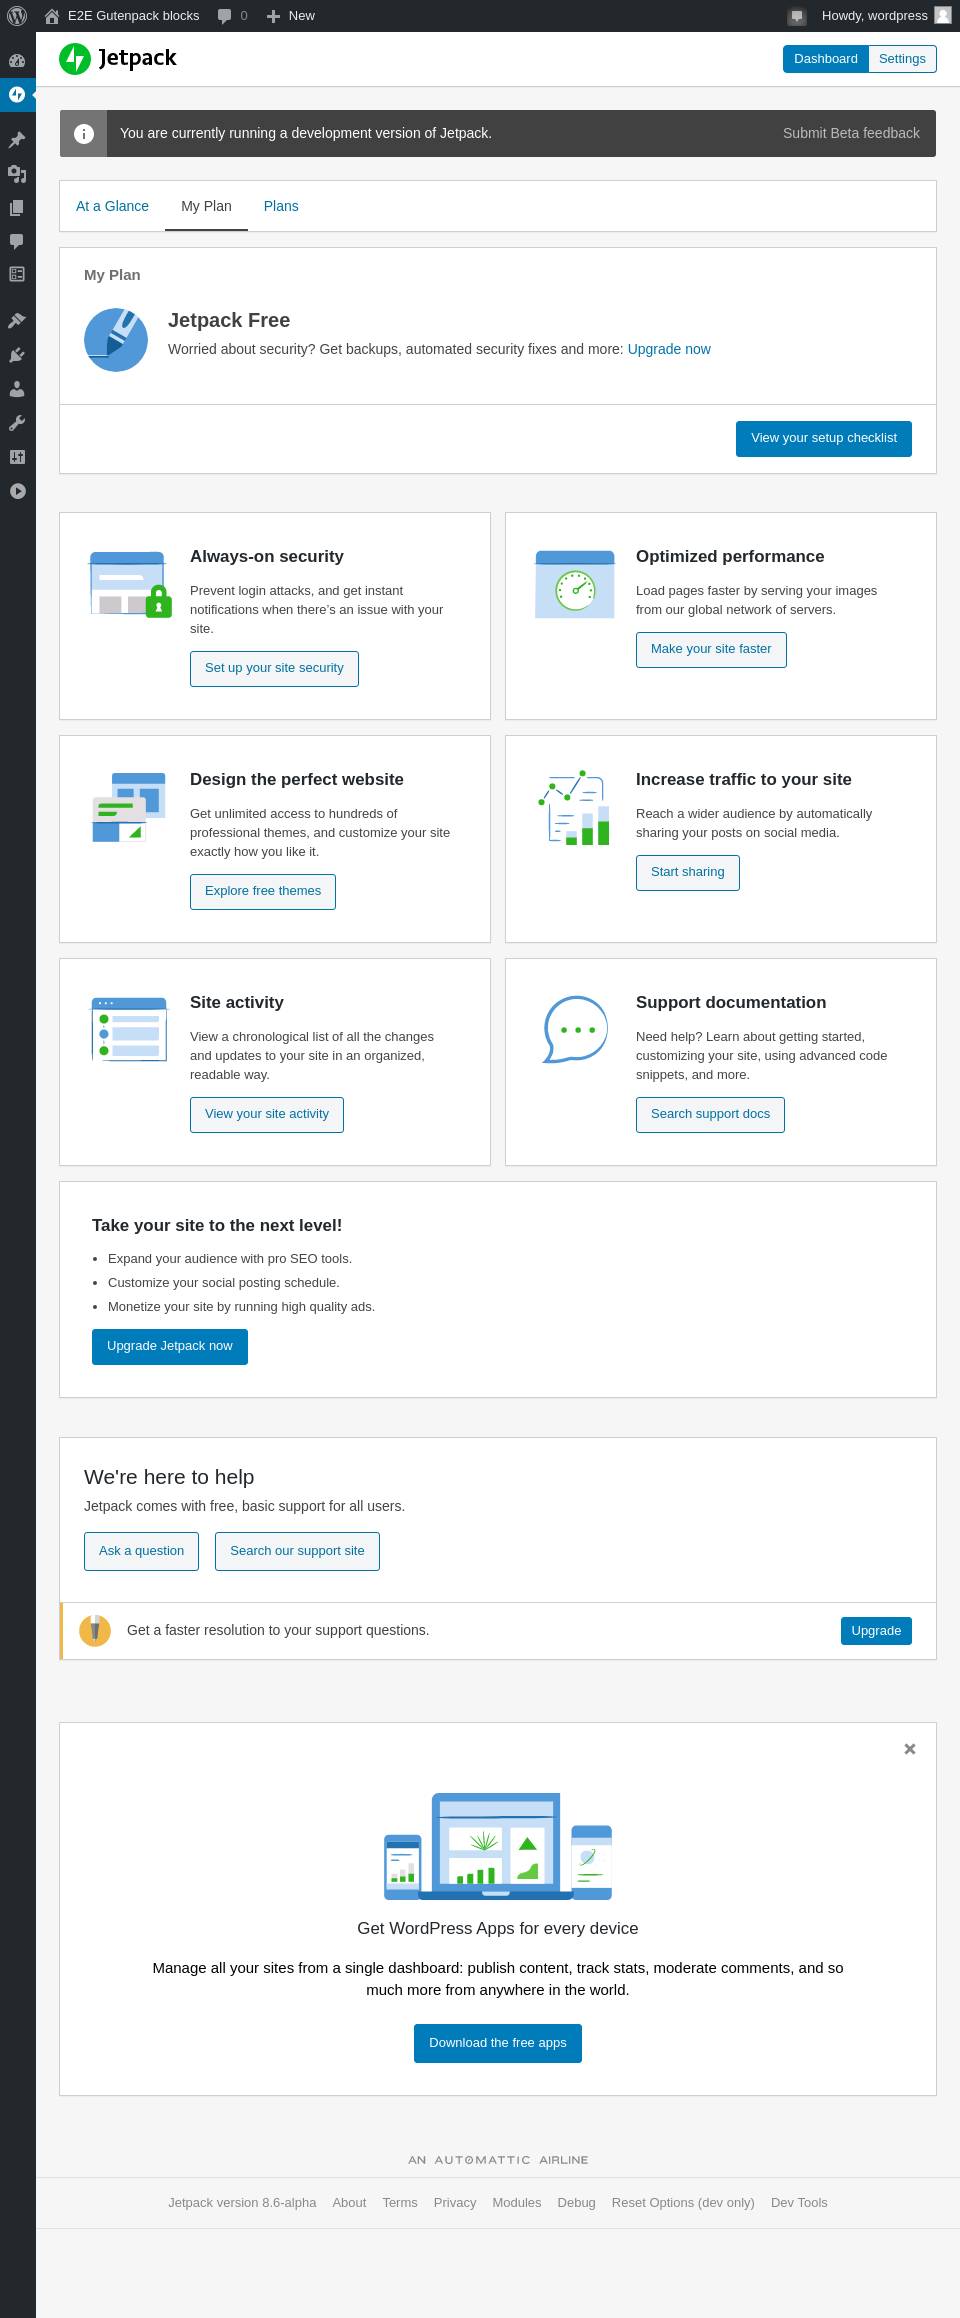 E2E Gutenpack blocks 0 New Howdy, wordpress
Jetpack Dashboard Settings
You are currently running a development version of Jetpack. Submit Beta feedback
At a Glance My Plan Plans
My Plan
Jetpack Free
Worried about security? Get backups, automated security fixes and more: Upgrade now
View your setup checklist
Always-on security
Prevent login attacks, and get instant
notifications when there’s an issue with your
site.
Set up your site security
Optimized performance
Load pages faster by serving your images
from our global network of servers.
Make your site faster
Design the perfect website
Get unlimited access to hundreds of
professional themes, and customize your site
exactly how you like it.
Explore free themes
Increase traffic to your site
Reach a wider audience by automatically
sharing your posts on social media.
Start sharing
Site activity
View a chronological list of all the changes
and updates to your site in an organized,
readable way.
View your site activity
Support documentation
Need help? Learn about getting started,
customizing your site, using advanced code
snippets, and more.
Search support docs
Take your site to the next level!
• Expand your audience with pro SEO tools.
• Customize your social posting schedule.
• Monetize your site by running high quality ads.
Upgrade Jetpack now
We're here to help
Jetpack comes with free, basic support for all users.
Ask a question Search our support site
Get a faster resolution to your support questions. Upgrade
Get WordPress Apps for every device
Manage all your sites from a single dashboard: publish content, track stats, moderate comments, and so
much more from anywhere in the world.
Download the free apps
AN AUTOMATTIC AIRLINE
Jetpack version 8.6-alpha About Terms Privacy Modules Debug Reset Options (dev only) Dev Tools